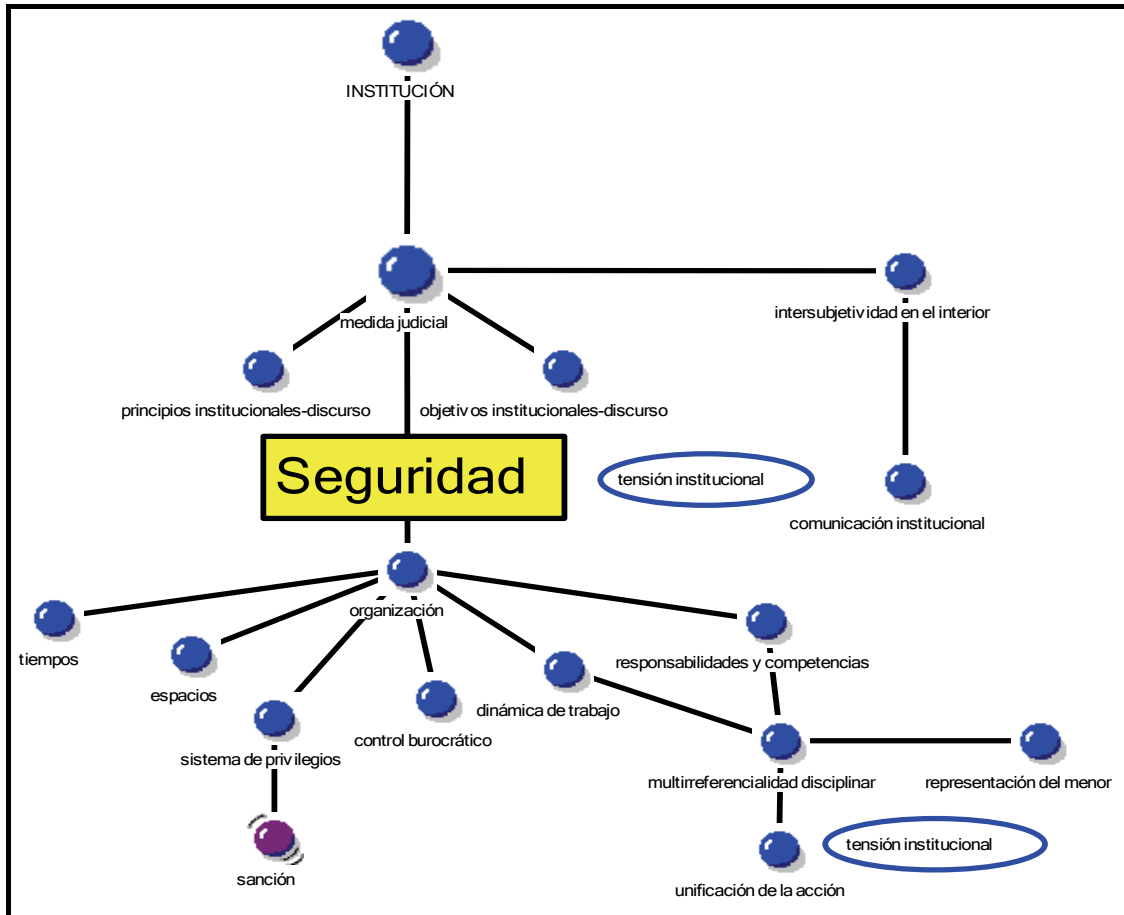 INSTITUCIÓN
medida judicial
intersubjetividad en el interior
principios institucionales-discurso
objetivos institucionales-discurso
Seguridad
tensión institucional
comunicación institucional
organización
tiempos
espacios
responsabilidades y competencias
dinámica de trabajo
control burocrático
sistema de privilegios
multirreferencialidad disciplinar
representación del menor
tensión institucional
sanción
unificación de la acción